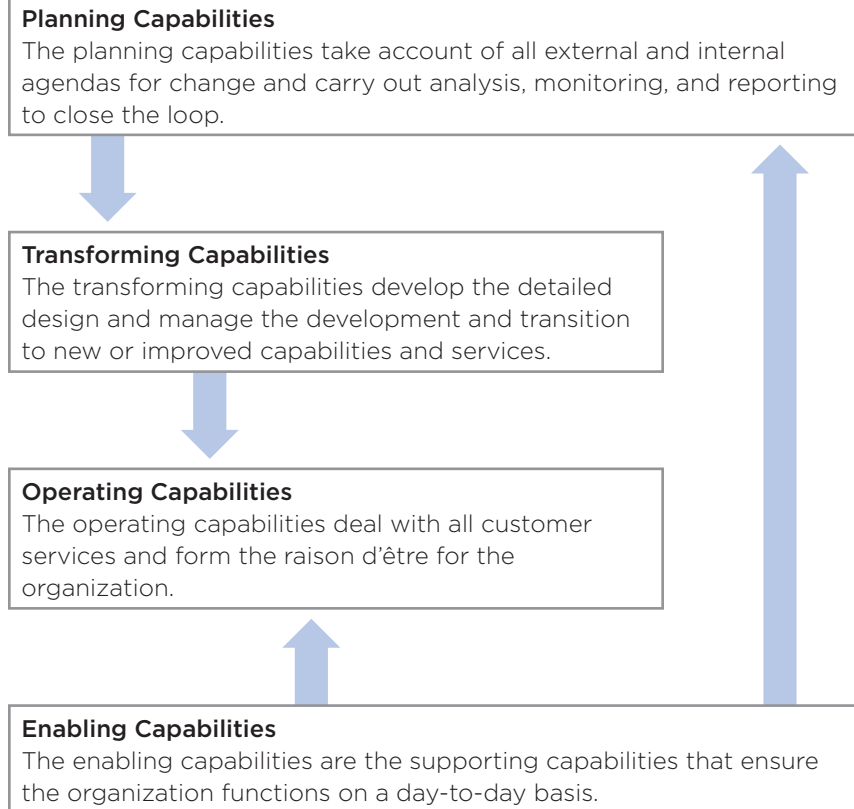 Planning Capabilities
The planning capabilities take account of all external and internal
agendas for change and carry out analysis, monitoring, and reporting
to close the loop.
Transforming Capabilities
The transforming capabilities develop the detailed
design and manage the development and transition
to new or improved capabilities and services.
Operating Capabilities
The operating capabilities deal with all customer
services and form the raison d’être for the
organization.
Enabling Capabilities
The enabling capabilities are the supporting capabilities that ensure
the organization functions on a day-to-day basis.